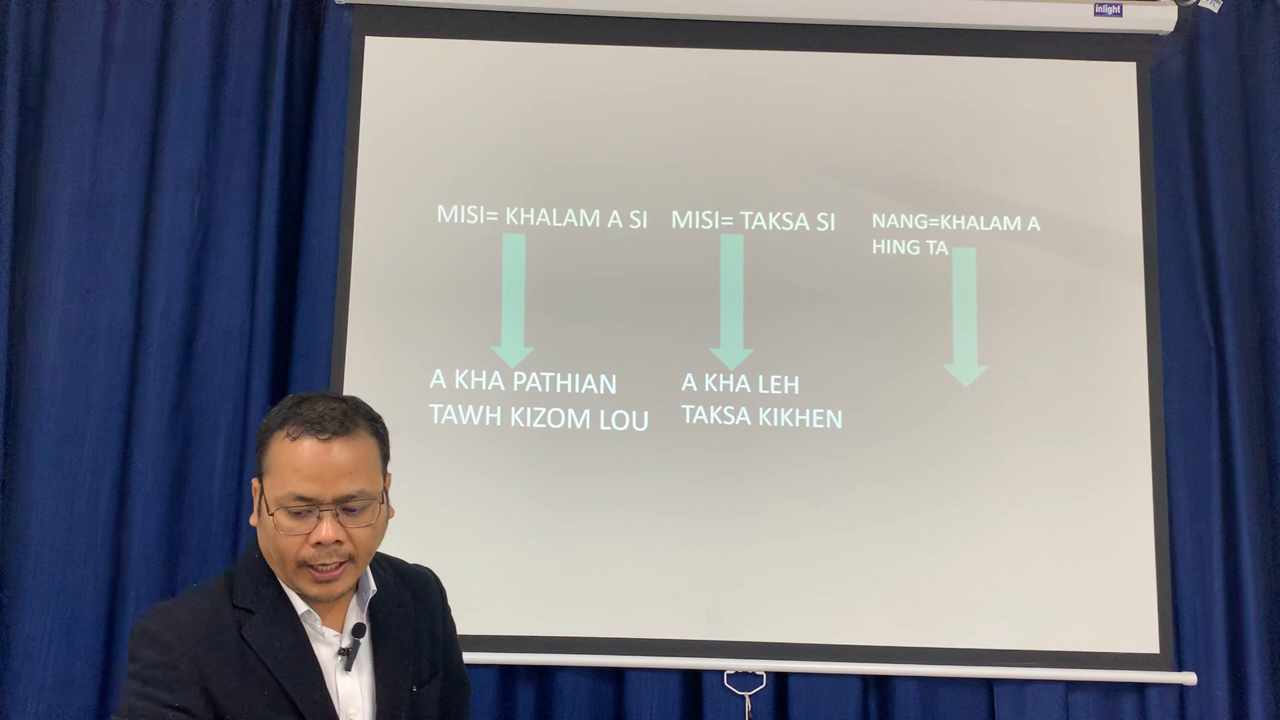 inlight
MISI= KHALAM A SI
A KHA PATHIAN
TAWH KIZOM LOU
MISI= TAKSA SI
A KHA LEH
TAKSA KIKHEN
NANG=KHALAM A
HING TA